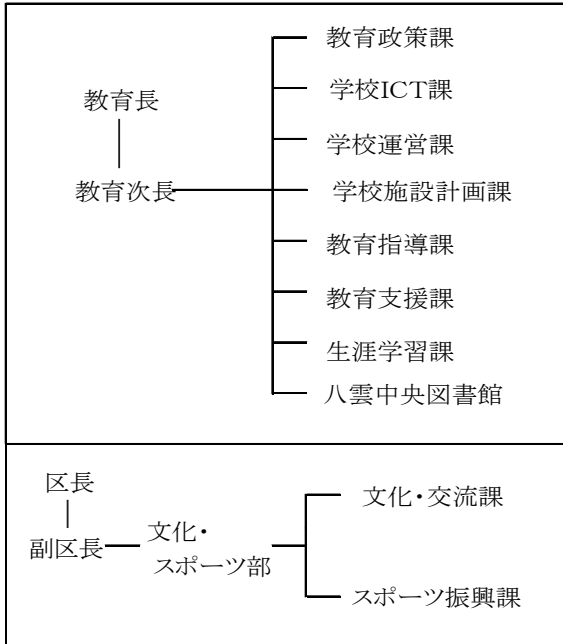 教育長
教育次長
教育政策課
学校ICT課
学校運営課
学校施設計画課
教育指導課
教育支援課
生涯学習課
八雲中央図書館
区長
副区長
文化・
スポーツ部
文化・交流課
スポーツ振興課